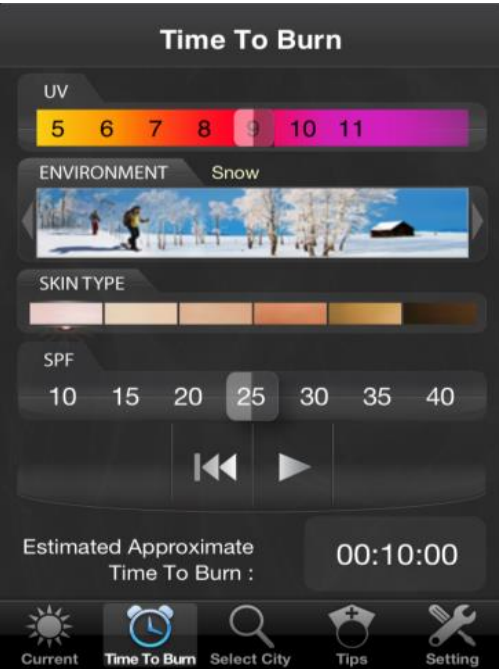 Time To Burn
UV
5 6 7 8 9 10 11
ENVIRONMENT Snow
SKIN TYPE
SPF
10 15 20 25 30 35 40
Estimated Approximate
Time To Burn :
00:10:00
Current Time To Burn Select City Tips Setting